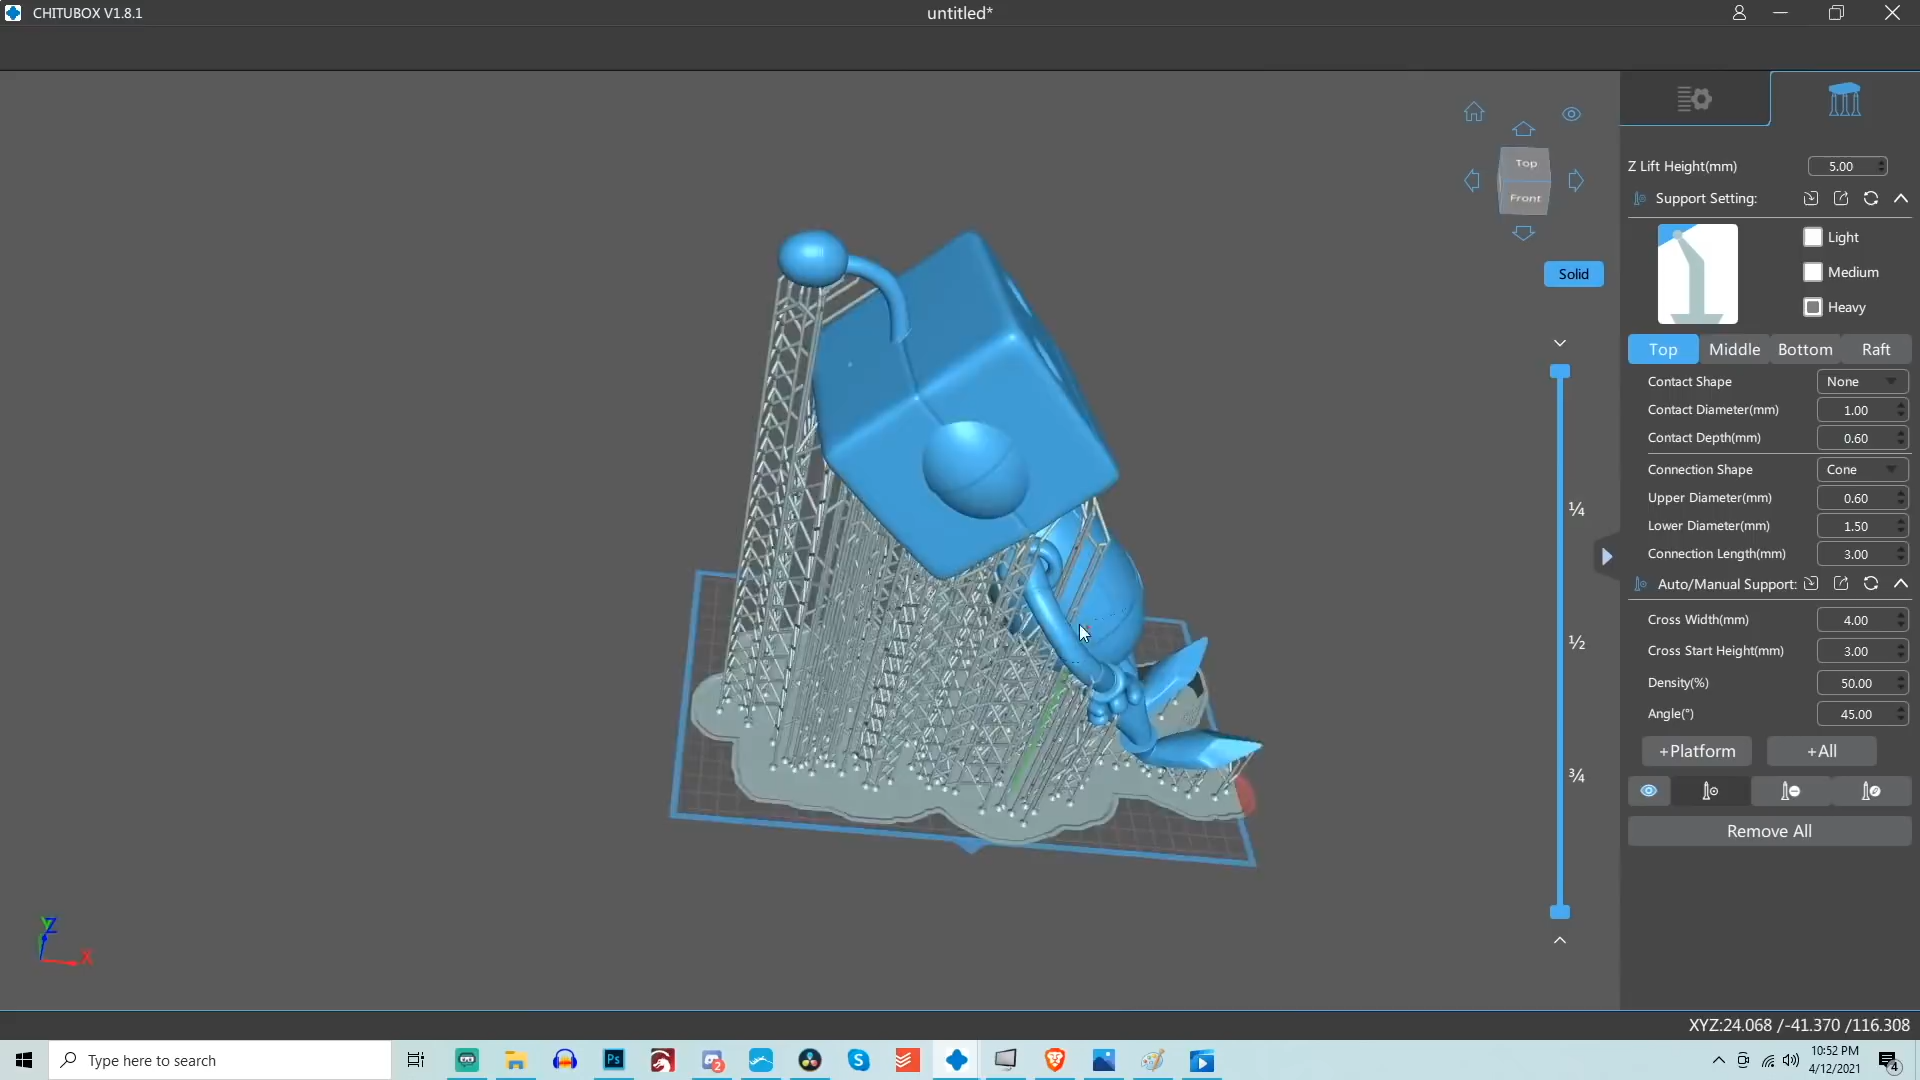 CHITUBOX V1.8.1
untitled*
Top
Front
Solid
¼
½
¾
Z Lift Height(mm) 5.00
Support Setting:
Light
Medium
Heavy
Top Middle Bottom Raft
Contact Shape None
Contact Diameter(mm) 1.00
Contact Depth(mm) 0.60
Connection Shape Cone
Upper Diameter(mm) 0.60
Lower Diameter(mm) 1.50
Connection Length(mm) 3.00
Auto/Manual Support:
Cross Width(mm) 4.00
Cross Start Height(mm) 3.00
Density(%) 50.00
Angle(°) 45.00
+Platform +All
Remove All
Z
Y
X
XYZ:24.068 /-41.370 /116.308
Type here to search
Ps
2
10:52 PM
4/12/2021
4